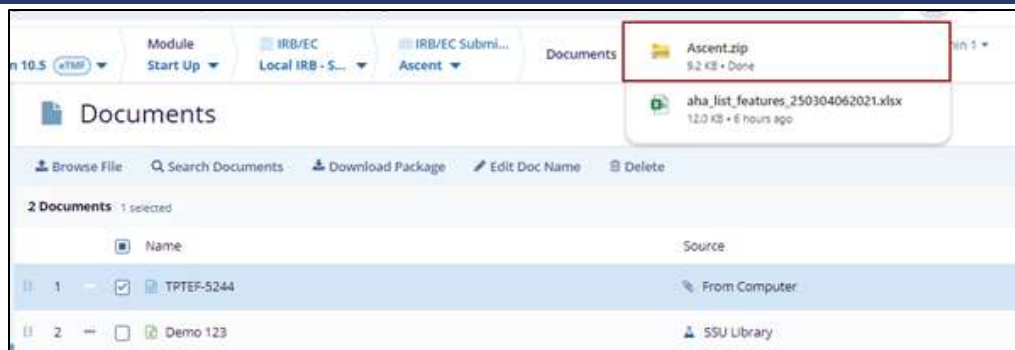 Module IRB/EC IRB/EC Submi... Documents
n 10.5 eTMF Start Up Local IRB - S... Ascent
Ascent.zip
9.2 KB • Done
aha_list_features_250304062021.xlsx
12.0 KB • 6 hours ago
Documents
Browse File Search Documents Download Package Edit Doc Name Delete
2 Documents 1 selected
Name Source
1 TPTEF-5244 From Computer
2 Demo 123 SSU Library